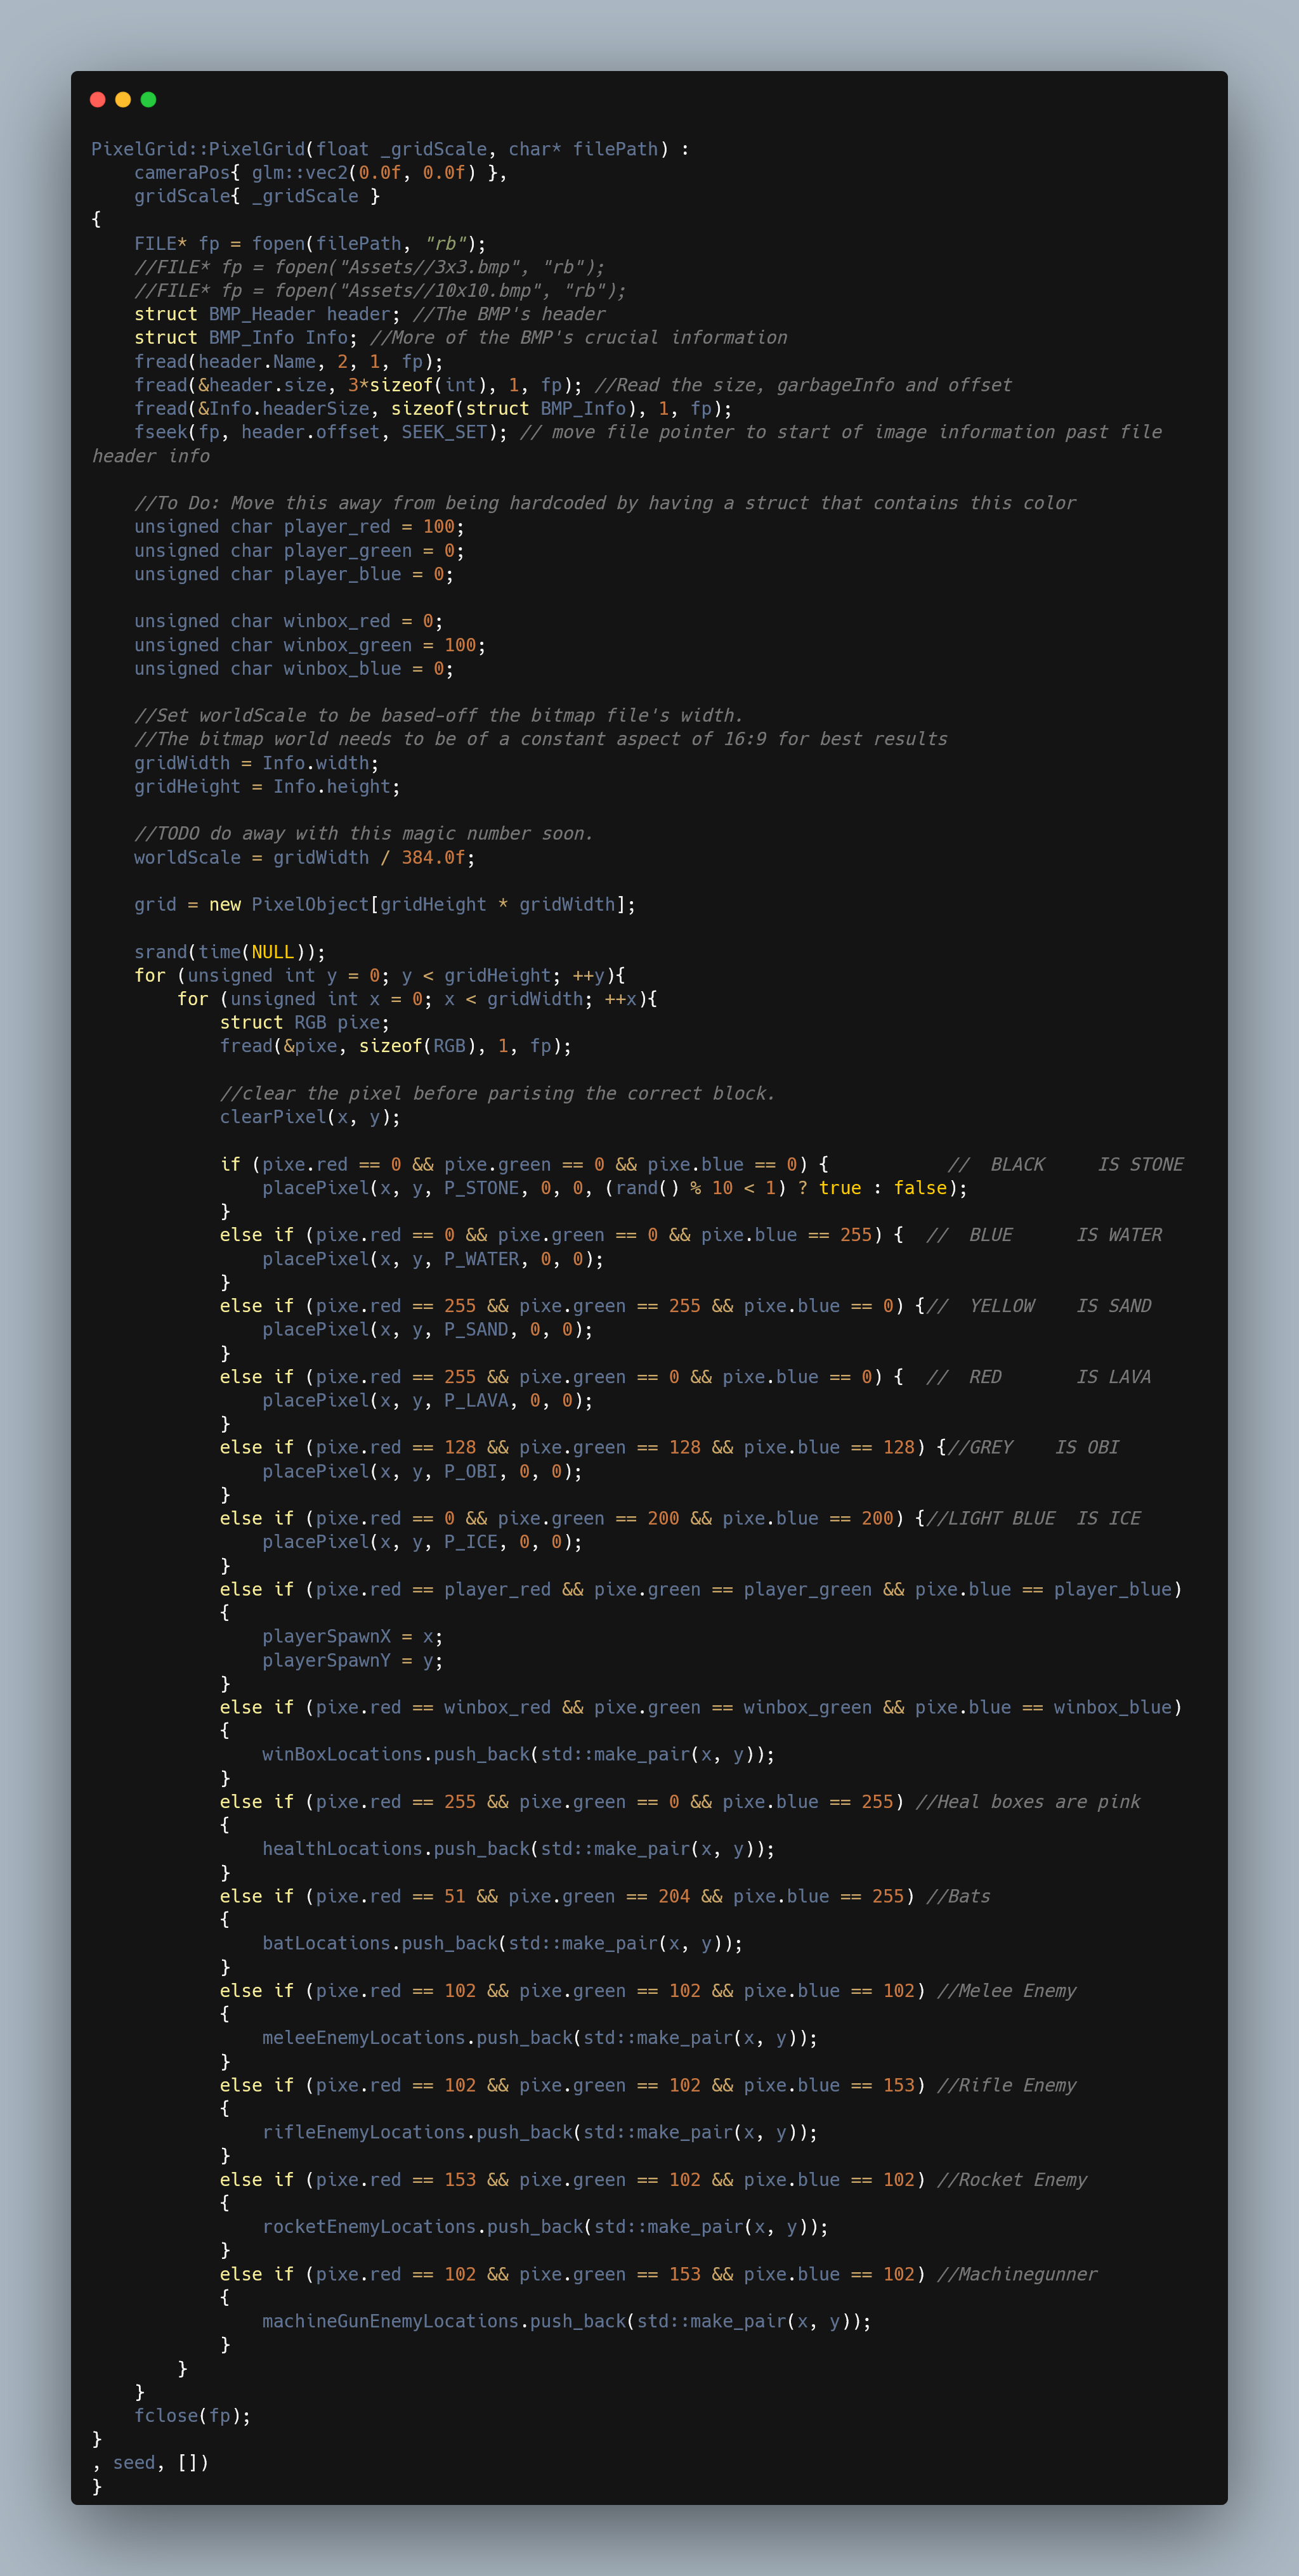 PixelGrid::PixelGrid(float _gridScale, char* filePath) :
    cameraPos{ glm::vec2(0.0f, 0.0f) },
    gridScale{ _gridScale }
{
    FILE* fp = fopen(filePath, "rb");
    //FILE* fp = fopen("Assets//3x3.bmp", "rb");
    //FILE* fp = fopen("Assets//10x10.bmp", "rb");
    struct BMP_Header header; //The BMP's header
    struct BMP_Info Info; //More of the BMP's crucial information
    fread(header.Name, 2, 1, fp);
    fread(&header.size, 3*sizeof(int), 1, fp); //Read the size, garbageInfo and offset
    fread(&Info.headerSize, sizeof(struct BMP_Info), 1, fp);
    fseek(fp, header.offset, SEEK_SET); // move file pointer to start of image information past file
header info

    //To Do: Move this away from being hardcoded by having a struct that contains this color
    unsigned char player_red = 100;
    unsigned char player_green = 0;
    unsigned char player_blue = 0;

    unsigned char winbox_red = 0;
    unsigned char winbox_green = 100;
    unsigned char winbox_blue = 0;

    //Set worldScale to be based-off the bitmap file's width.
    //The bitmap world needs to be of a constant aspect of 16:9 for best results
    gridWidth = Info.width;
    gridHeight = Info.height;

    //TODO do away with this magic number soon.
    worldScale = gridWidth / 384.0f;

    grid = new PixelObject[gridHeight * gridWidth];

    srand(time(NULL));
    for (unsigned int y = 0; y < gridHeight; ++y){
        for (unsigned int x = 0; x < gridWidth; ++x){
            struct RGB pixe;
            fread(&pixe, sizeof(RGB), 1, fp);

            //clear the pixel before parising the correct block.
            clearPixel(x, y);

            if (pixe.red == 0 && pixe.green == 0 && pixe.blue == 0) {           //  BLACK     IS STONE
                placePixel(x, y, P_STONE, 0, 0, (rand() % 10 < 1) ? true : false);
            }
            else if (pixe.red == 0 && pixe.green == 0 && pixe.blue == 255) {  //  BLUE      IS WATER
                placePixel(x, y, P_WATER, 0, 0);
            }
            else if (pixe.red == 255 && pixe.green == 255 && pixe.blue == 0) {//  YELLOW    IS SAND
                placePixel(x, y, P_SAND, 0, 0);
            }
            else if (pixe.red == 255 && pixe.green == 0 && pixe.blue == 0) {  //  RED       IS LAVA
                placePixel(x, y, P_LAVA, 0, 0);
            }
            else if (pixe.red == 128 && pixe.green == 128 && pixe.blue == 128) {//GREY    IS OBI
                placePixel(x, y, P_OBI, 0, 0);
            }
            else if (pixe.red == 0 && pixe.green == 200 && pixe.blue == 200) {//LIGHT BLUE  IS ICE
                placePixel(x, y, P_ICE, 0, 0);
            }
            else if (pixe.red == player_red && pixe.green == player_green && pixe.blue == player_blue)
            {
                playerSpawnX = x;
                playerSpawnY = y;
            }
            else if (pixe.red == winbox_red && pixe.green == winbox_green && pixe.blue == winbox_blue)
            {
                winBoxLocations.push_back(std::make_pair(x, y));
            }
            else if (pixe.red == 255 && pixe.green == 0 && pixe.blue == 255) //Heal boxes are pink
            {
                healthLocations.push_back(std::make_pair(x, y));
            }
            else if (pixe.red == 51 && pixe.green == 204 && pixe.blue == 255) //Bats
            {
                batLocations.push_back(std::make_pair(x, y));
            }
            else if (pixe.red == 102 && pixe.green == 102 && pixe.blue == 102) //Melee Enemy
            {
                meleeEnemyLocations.push_back(std::make_pair(x, y));
            }
            else if (pixe.red == 102 && pixe.green == 102 && pixe.blue == 153) //Rifle Enemy
            {
                rifleEnemyLocations.push_back(std::make_pair(x, y));
            }
            else if (pixe.red == 153 && pixe.green == 102 && pixe.blue == 102) //Rocket Enemy
            {
                rocketEnemyLocations.push_back(std::make_pair(x, y));
            }
            else if (pixe.red == 102 && pixe.green == 153 && pixe.blue == 102) //Machinegunner
            {
                machineGunEnemyLocations.push_back(std::make_pair(x, y));
            }
        }
    }
    fclose(fp);
}
, seed, [])
}